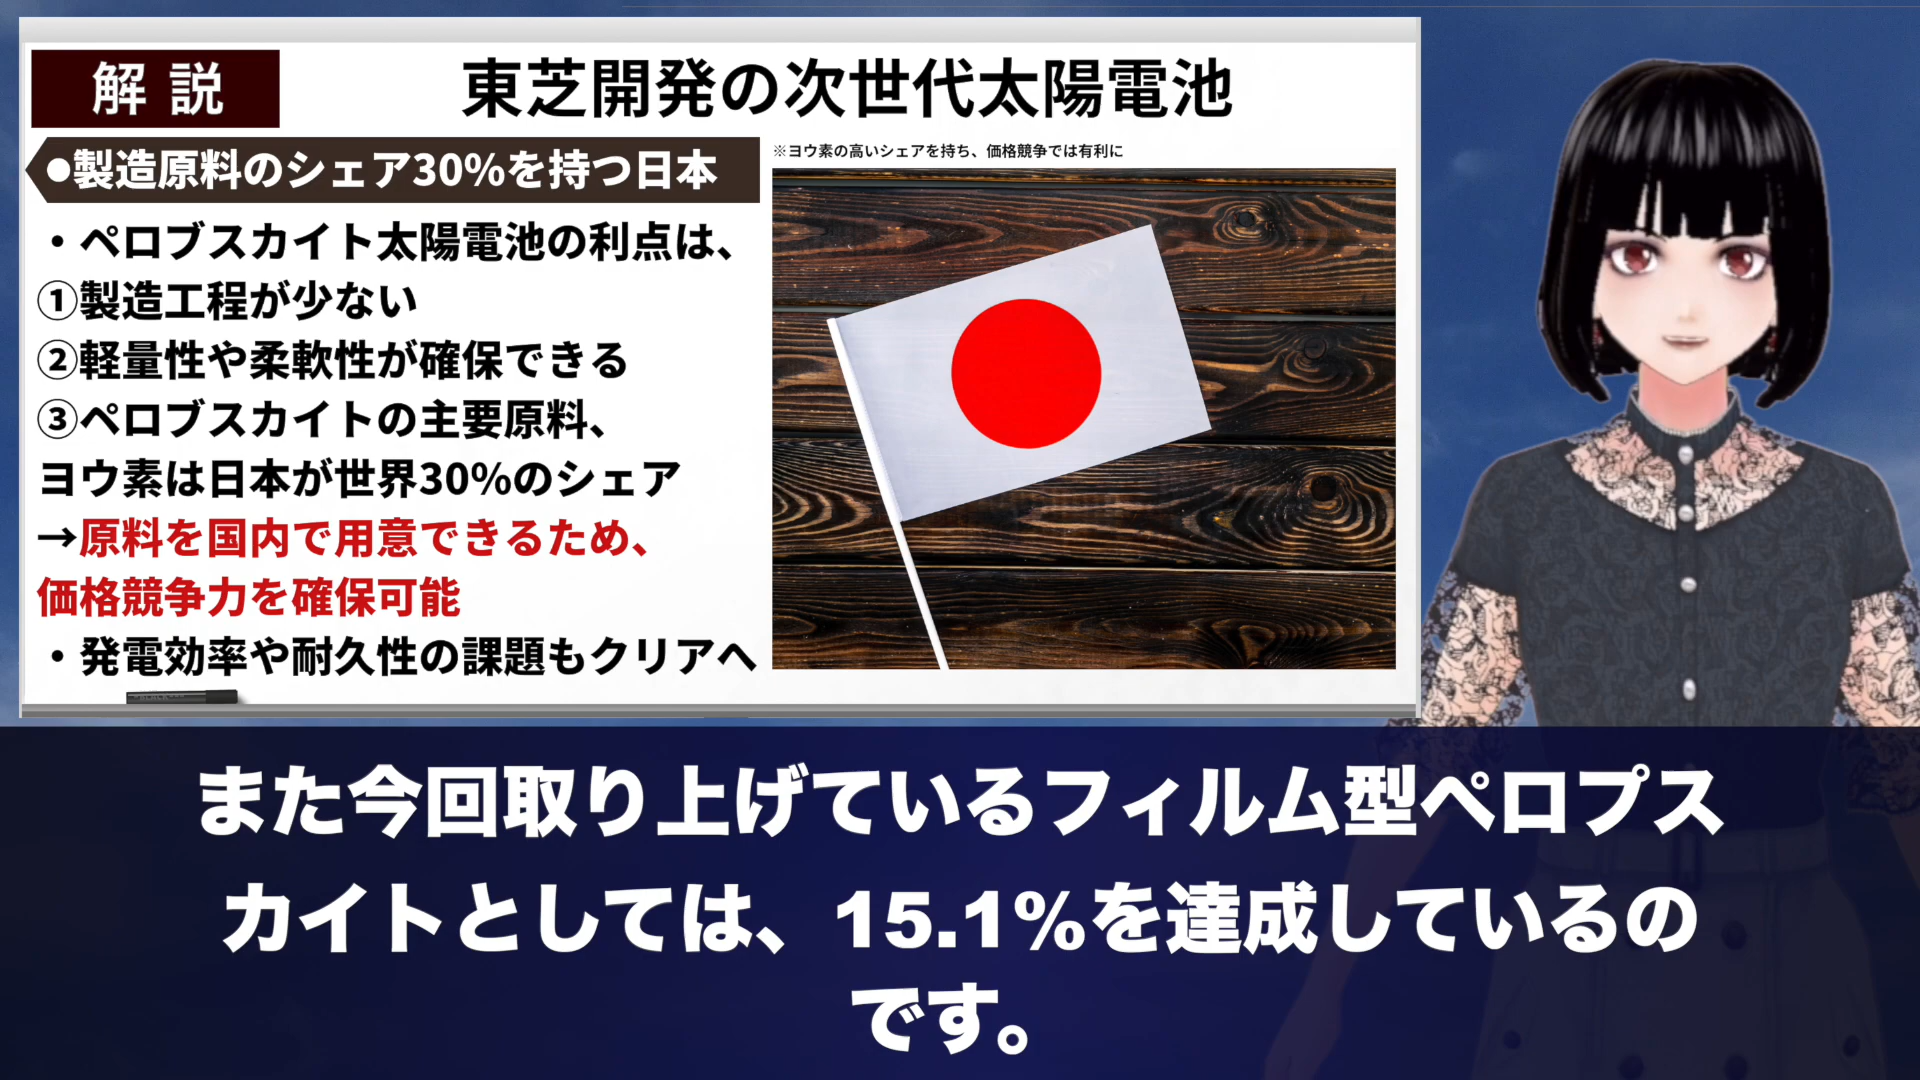 解説
東芝開発の次世代太陽電池
●製造原料のシェア30%を持つ日本
※ヨウ素の高いシェアを持ち、価格競争では有利に
・ペロブスカイト太陽電池の利点は、
①製造工程が少ない
②軽量性や柔軟性が確保できる
③ペロブスカイトの主要原料、
ヨウ素は日本が世界30%のシェア
→原料を国内で用意できるため、
価格競争力を確保可能
・発電効率や耐久性の課題もクリアへ
また今回取り上げているフィルム型ペロプス
カイトとしては、15.1%を達成しているの
です。